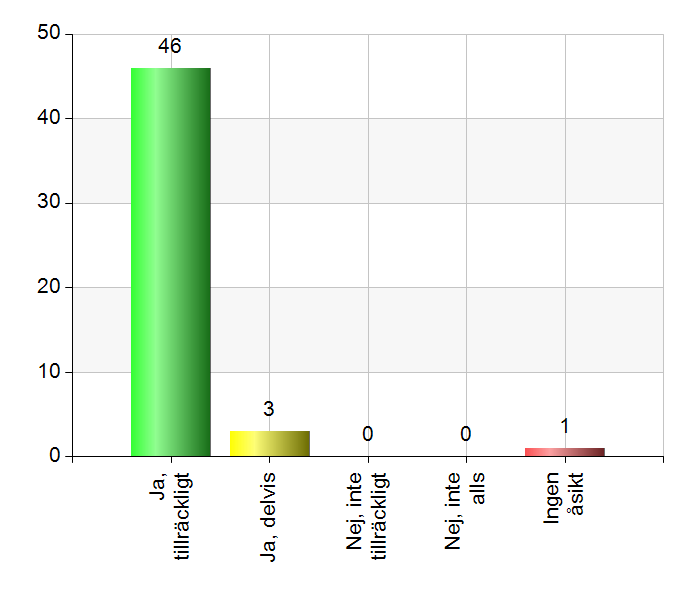 50
46
40
30
20
10
3
0
0
1
0
Ja,
tillräckligt
Ja, delvis
Nej, inte
tillräckligt
Nej, inte
alls
Ingen
åsikt